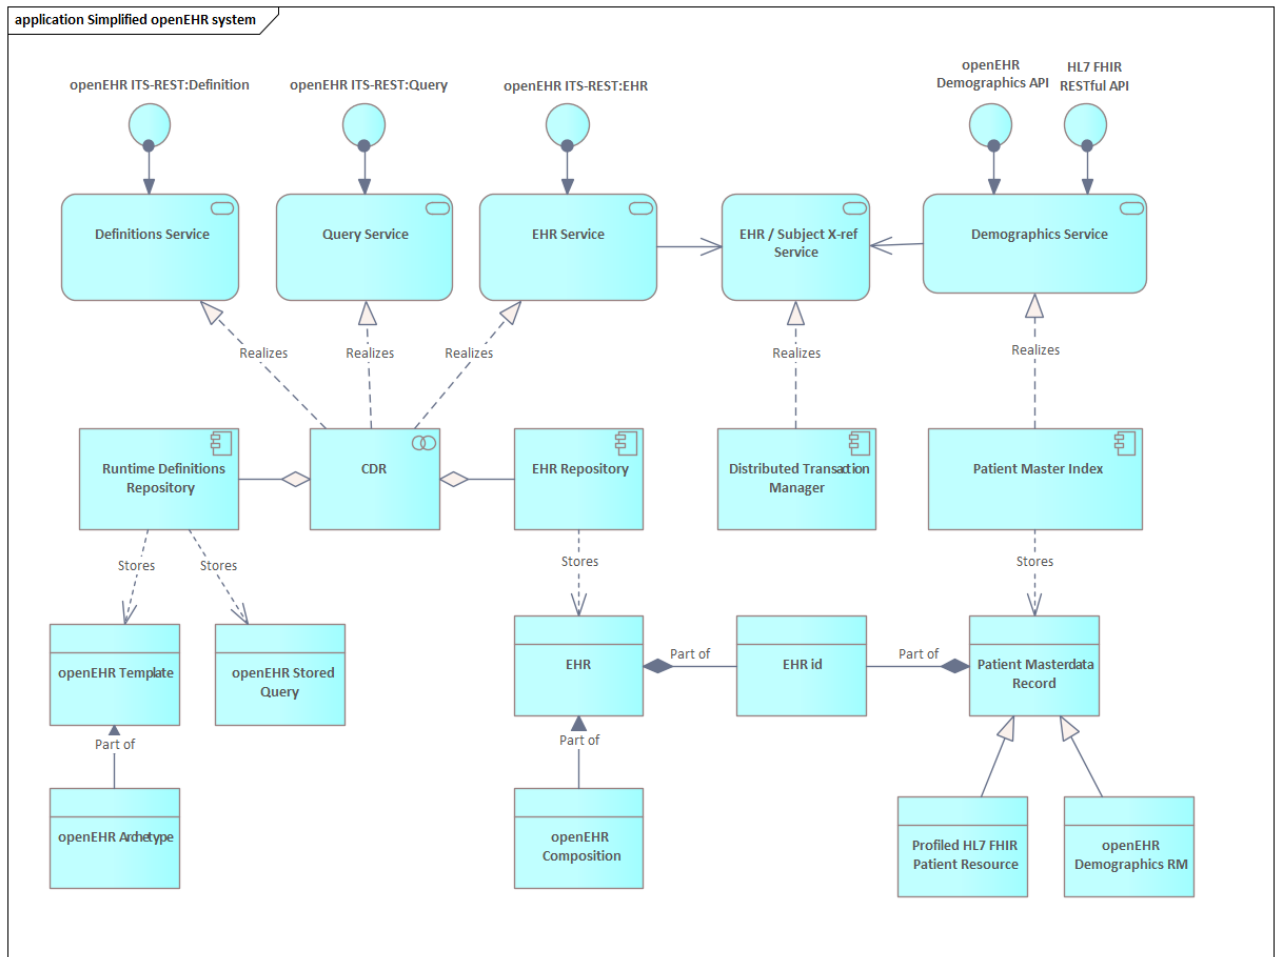 application Simplified openEHR system
openEHR ITS-REST:Definition
openEHR ITS-REST:Query
openEHR ITS-REST:EHR
openEHR
Demographics API
HL7 FHIR
RESTful API
Definitions Service
Query Service
EHR Service
EHR / Subject X-ref
Service
Demographics Service
Realizes
Realizes
Realizes
Realizes
Realizes
Runtime Definitions
Repository
CDR
EHR Repository
Distributed Transaction
Manager
Patient Master Index
Stores
Stores
Stores
Stores
openEHR Template
openEHR Stored
Query
EHR
Part of
EHR id
Part of
Patient Masterdata
Record
Part of
Part of
openEHR Archetype
openEHR
Composition
Profiled HL7 FHIR
Patient Resource
openEHR
Demographics RM